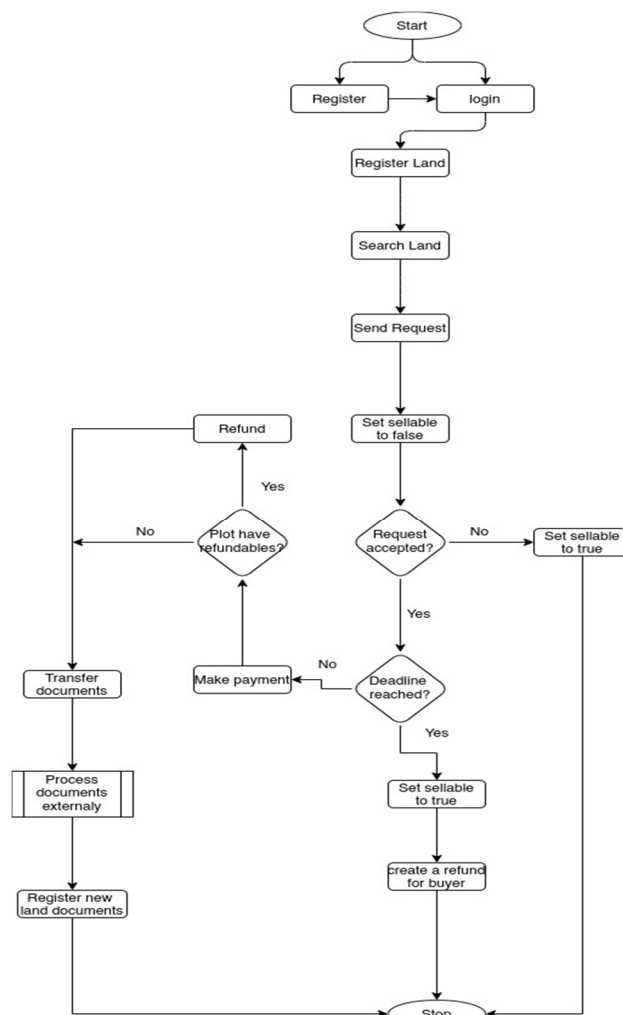 Start
Register
login
Register Land
Search Land
Send Request
Refund
Set sellable
to false
Yes
No
Plot have
refundables?
Request
accepted?
No
Set sellable
to true
Yes
Transfer
documents
Make payment
No
Deadline
reached?
Yes
Process
documents
externaly
Set sellable
to true
create a refund
for buyer
Register new
land documents
Stop